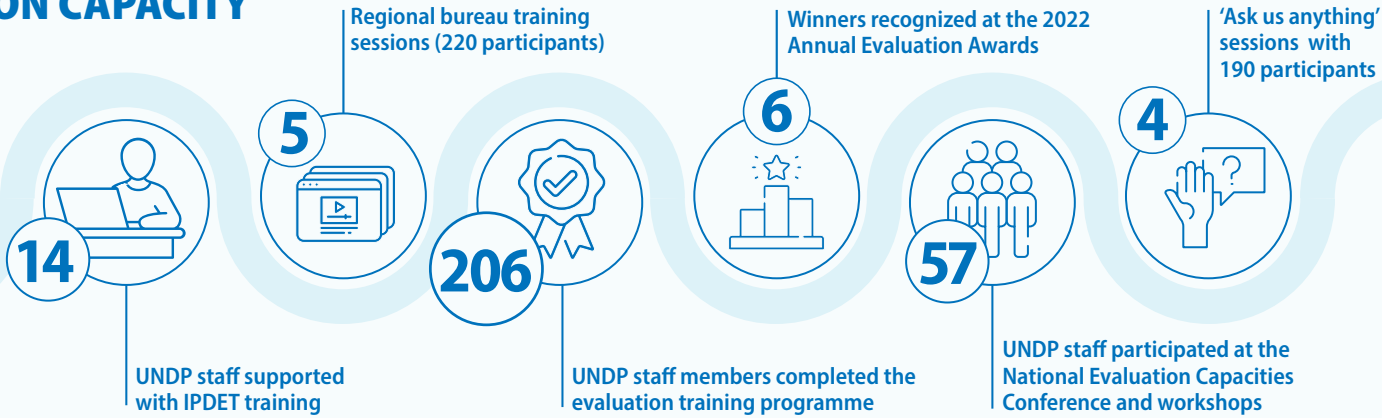 ON CAPACITY
14
UNDP staff supported
with IPDET training
5
Regional bureau training
sessions (220 participants)
206
UNDP staff members completed the
evaluation training programme
6
Winners recognized at the 2022
Annual Evaluation Awards
57
UNDP staff participated at the
National Evaluation Capacities
Conference and workshops
4
‘Ask us anything’
sessions with
190 participants
?